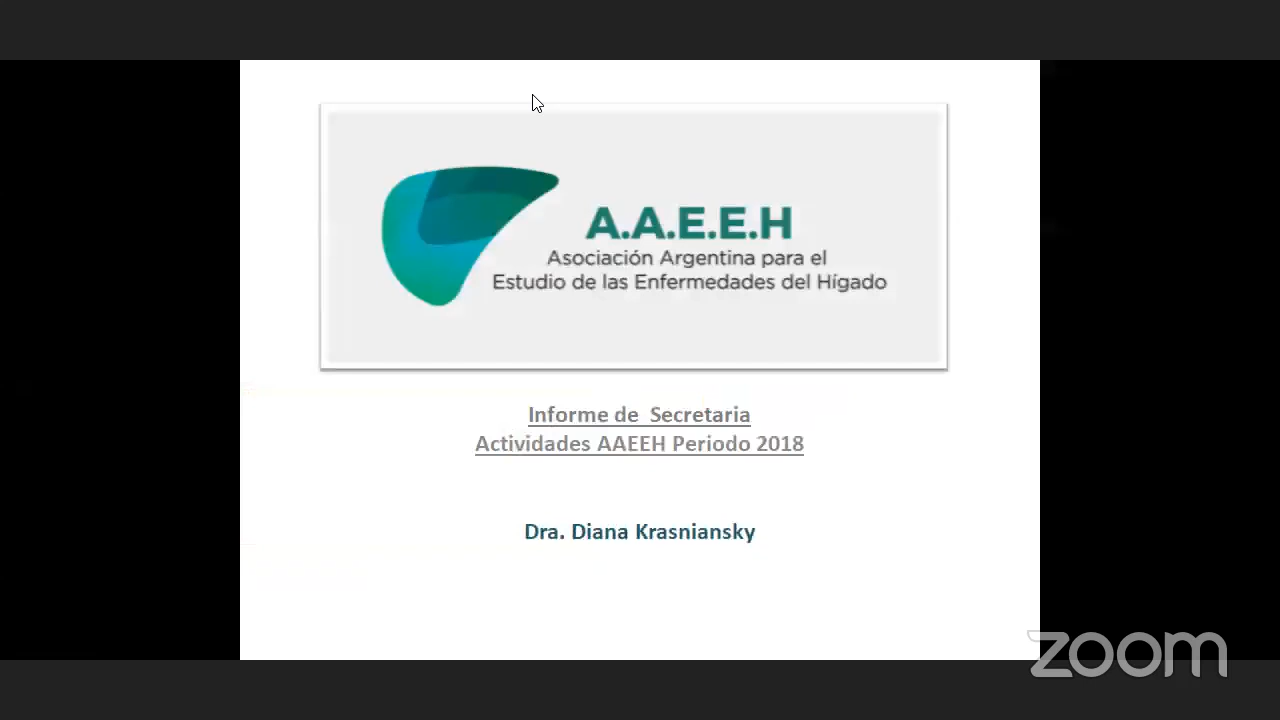 A.A.E.E.H
Asociación Argentina para el
Estudio de las Enfermedades del Hígado
Informe de  Secretaria
Actividades AAEEH Periodo 2018
Dra. Diana Krasniansky
zoom